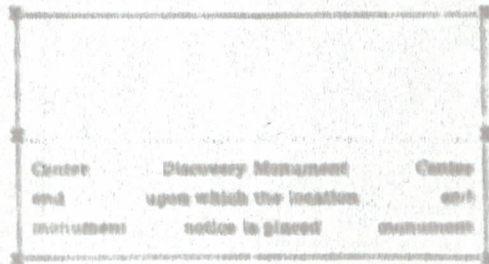 Center Discovery Monument Center
end upon which the location end
monument notice is placed monument